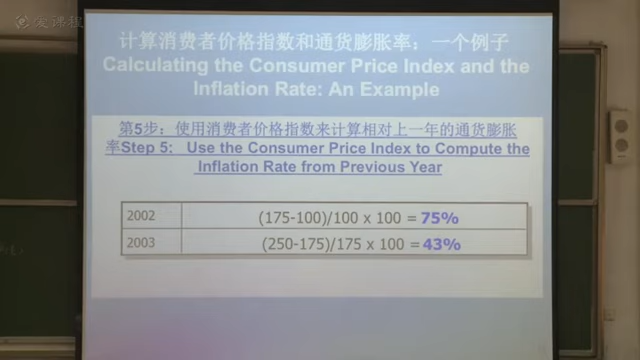 爱课程
计算消费者价格指数和通货膨胀率：一个例子
Calculating the Consumer Price Index and the
Inflation Rate: An Example
第5步：使用消费者价格指数来计算相对上一年的通货膨胀
率Step 5: Use the Consumer Price Index to Compute the
Inflation Rate from Previous Year
2002 (175-100)/100 x 100 = 75%
2003 (250-175)/175 x 100 = 43%